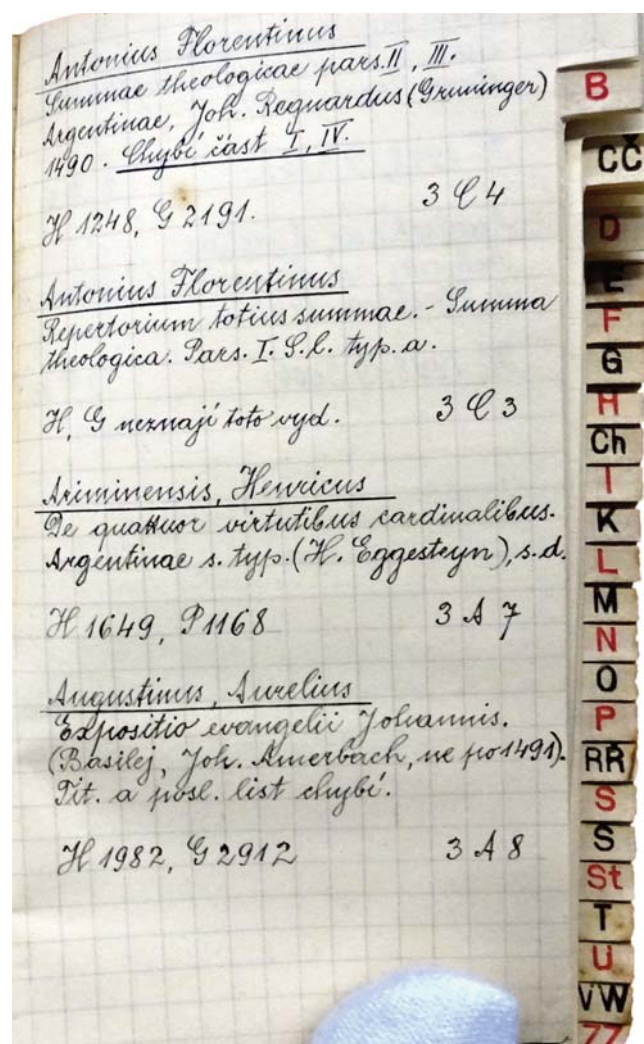 Antonius Florentinus
Summae theologicae pars. II, III.
Argentinae, Joh. Reguardus (Gruninger)
1490. Chybí část I, IV.
H 1248, G 2191. 3 C 4
Antonius Florentinus
Repertorium totius summae. - Summa
theologica. Pars. I. S. l. typ. a.
H, G neznají toto vyd. 3 C 3
Ariminensis, Henricus
De quattuor virtutibus cardinalibus.
Argentinae s. typ. (H. Eggesteyn), s. d.
H 1649, P 1168 3 A 7
Augustinus, Aurelius
Expositio evangelii Johannis.
(Basilej, Joh. Amerbach, ne po 1491).
Tit. a posl. list chybí.
H 1982, G 2912 3 A 8
B
CČ
D
E
F
G
H
Ch
I
K
L
M
N
O
P
RŘ
S
Š
St
T
U
VW